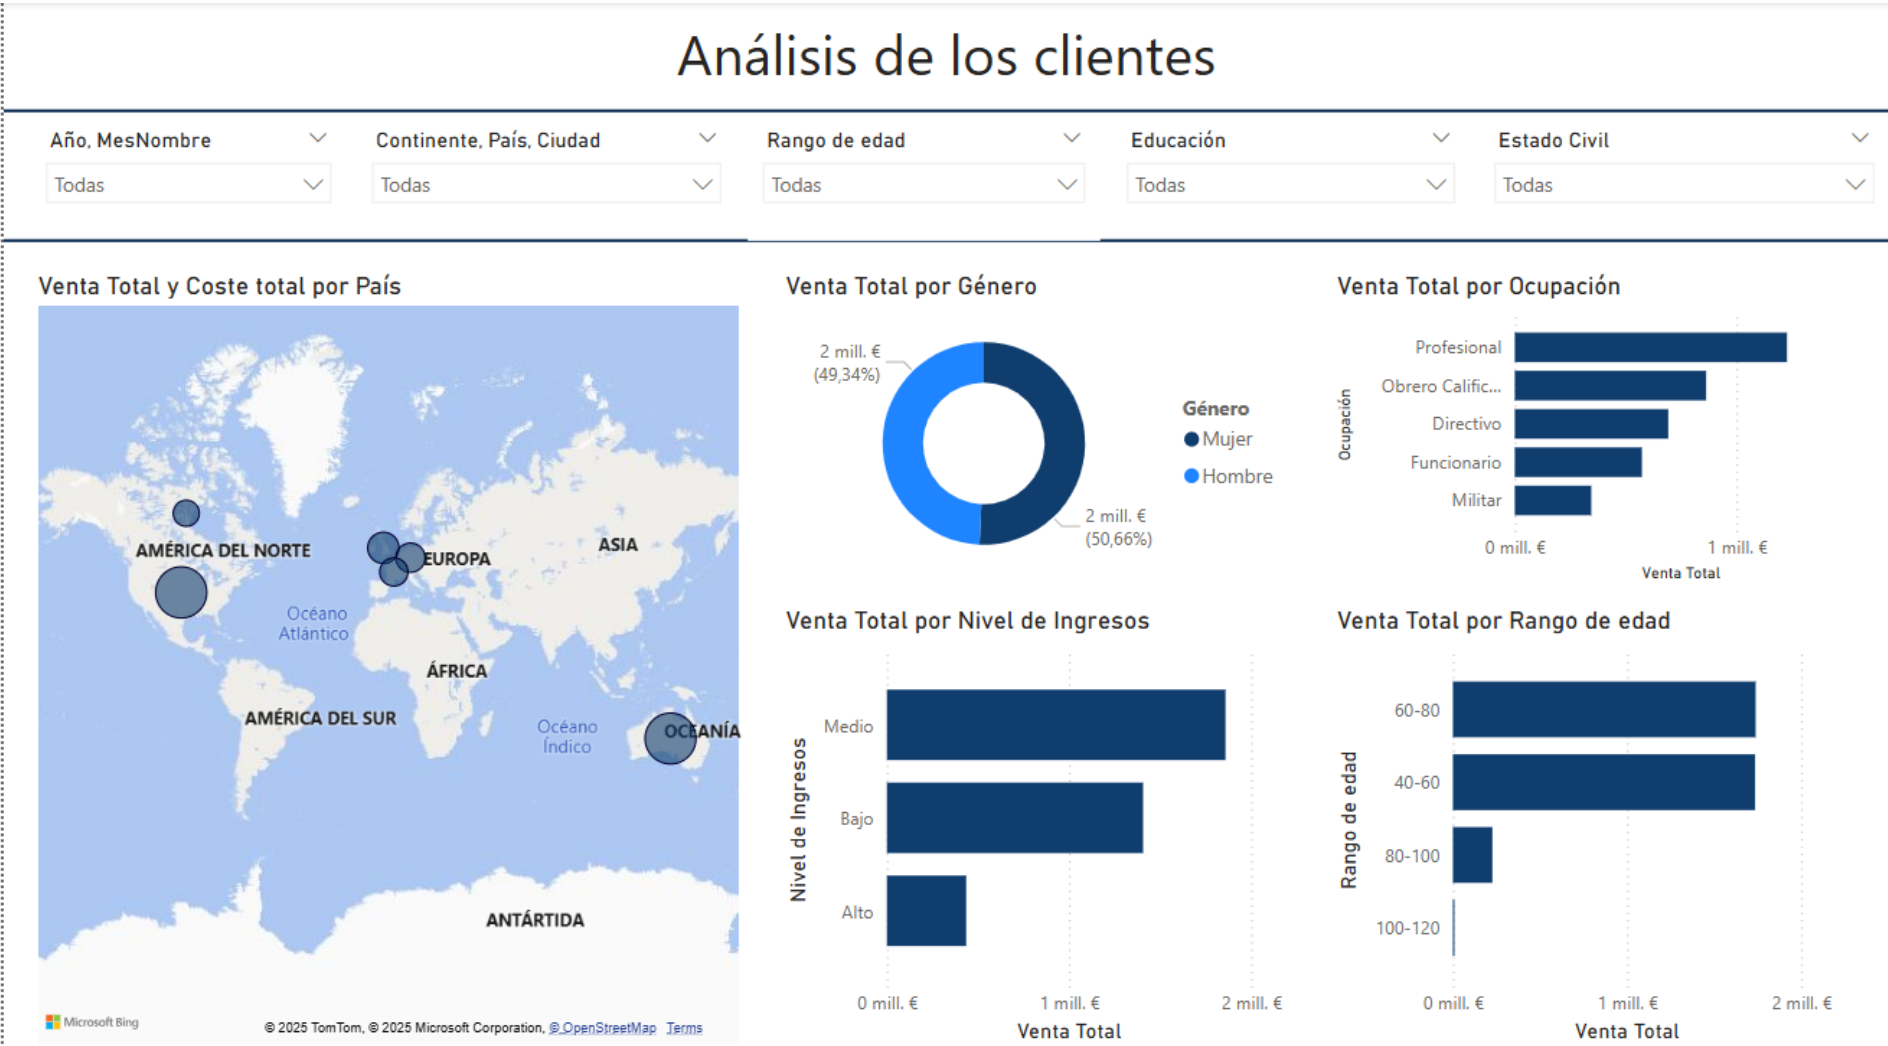 Análisis de los clientes
Año, MesNombre
Todas
Continente, País, Ciudad
Todas
Rango de edad
Todas
Educación
Todas
Estado Civil
Todas
Venta Total y Coste total por País
AMÉRICA DEL NORTE
EUROPA
ASIA
Océano
Atlántico
ÁFRICA
AMÉRICA DEL SUR
Océano
Índico
OCEANÍA
ANTÁRTIDA
Microsoft Bing
© 2025 TomTom, © 2025 Microsoft Corporation, © OpenStreetMap Terms
Venta Total por Género
2 mill. €
(49,34%)
2 mill. €
(50,66%)
Género
Mujer
Hombre
Venta Total por Ocupación
Ocupación
Profesional
Obrero Calific...
Directivo
Funcionario
Militar
0 mill. € 1 mill. €
Venta Total
Venta Total por Nivel de Ingresos
Nivel de Ingresos
Medio
Bajo
Alto
0 mill. € 1 mill. € 2 mill. €
Venta Total
Venta Total por Rango de edad
Rango de edad
60-80
40-60
80-100
100-120
0 mill. € 1 mill. € 2 mill. €
Venta Total